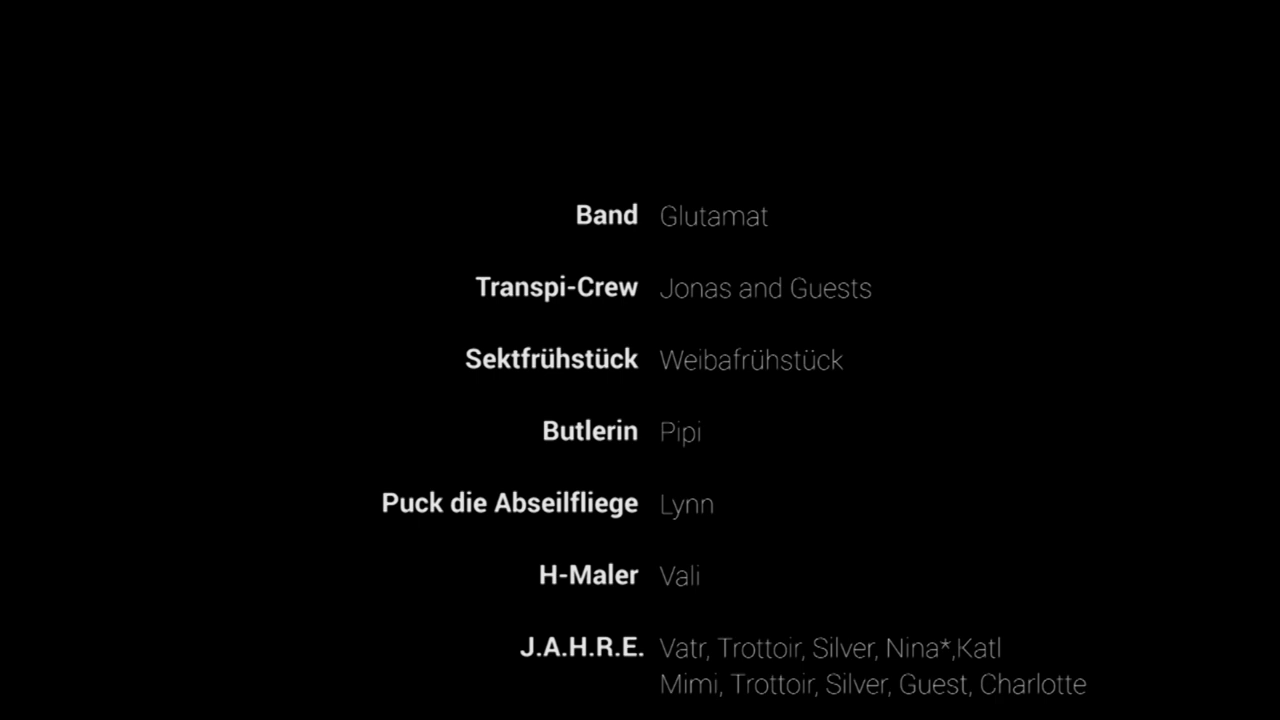 Band Glutamat
Transpi-Crew Jonas and Guests
Sektfrühstück Weibafrühstück
Butlerin Pipi
Puck die Abseilfliege Lynn
H-Maler Vali
J.A.H.R.E. Vatr, Trottoir, Silver, Nina*,Katl
Mimi, Trottoir, Silver, Guest, Charlotte